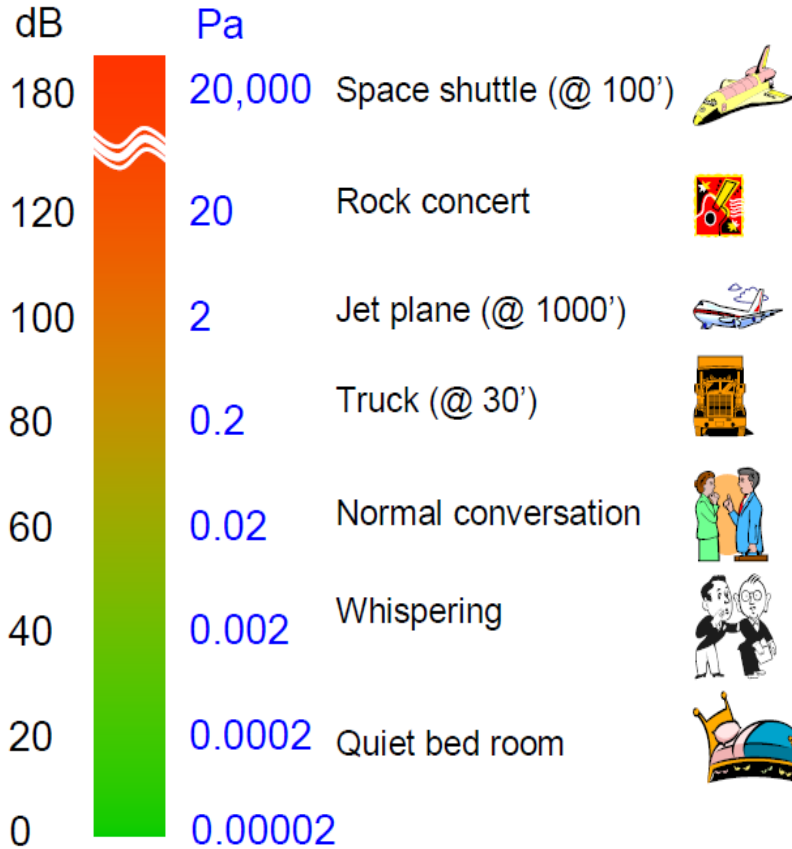 dB Pa
180 20,000 Space shuttle (@ 100')
120 20 Rock concert
100 2 Jet plane (@ 1000')
80 0.2 Truck (@ 30')
60 0.02 Normal conversation
40 0.002 Whispering
20 0.0002 Quiet bed room
0 0.00002